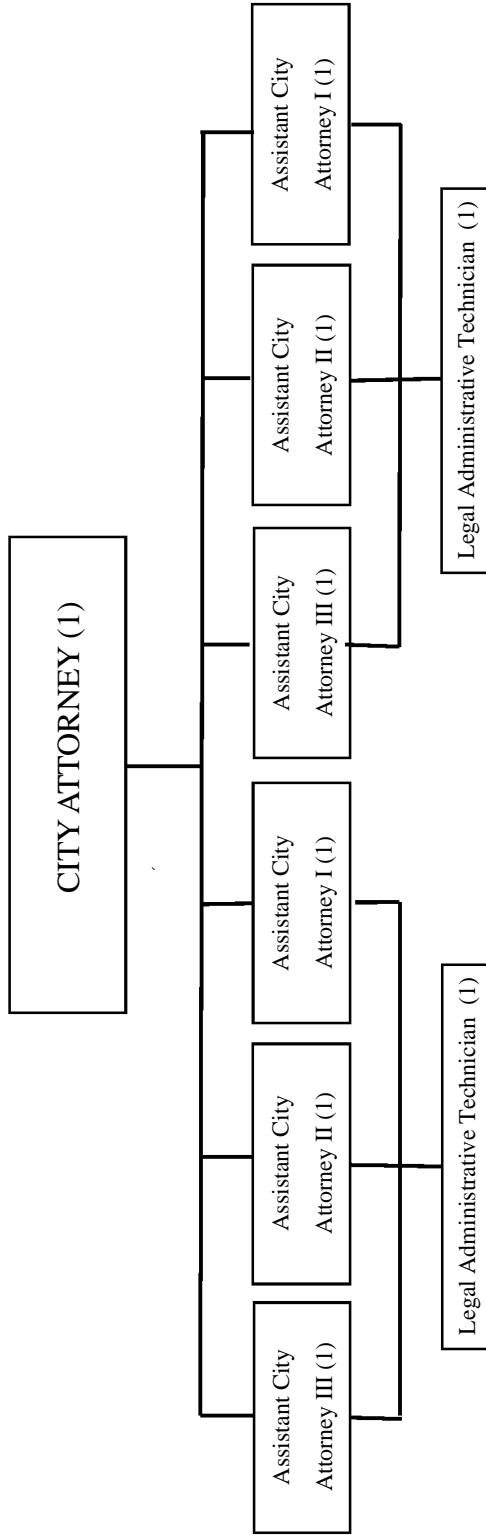 CITY ATTORNEY (1)
Assistant City
Attorney III (1)
Assistant City
Attorney II (1)
Assistant City
Attorney I (1)
Assistant City
Attorney III (1)
Assistant City
Attorney II (1)
Assistant City
Attorney I (1)
Legal Administrative Technician (1)
Legal Administrative Technician (1)